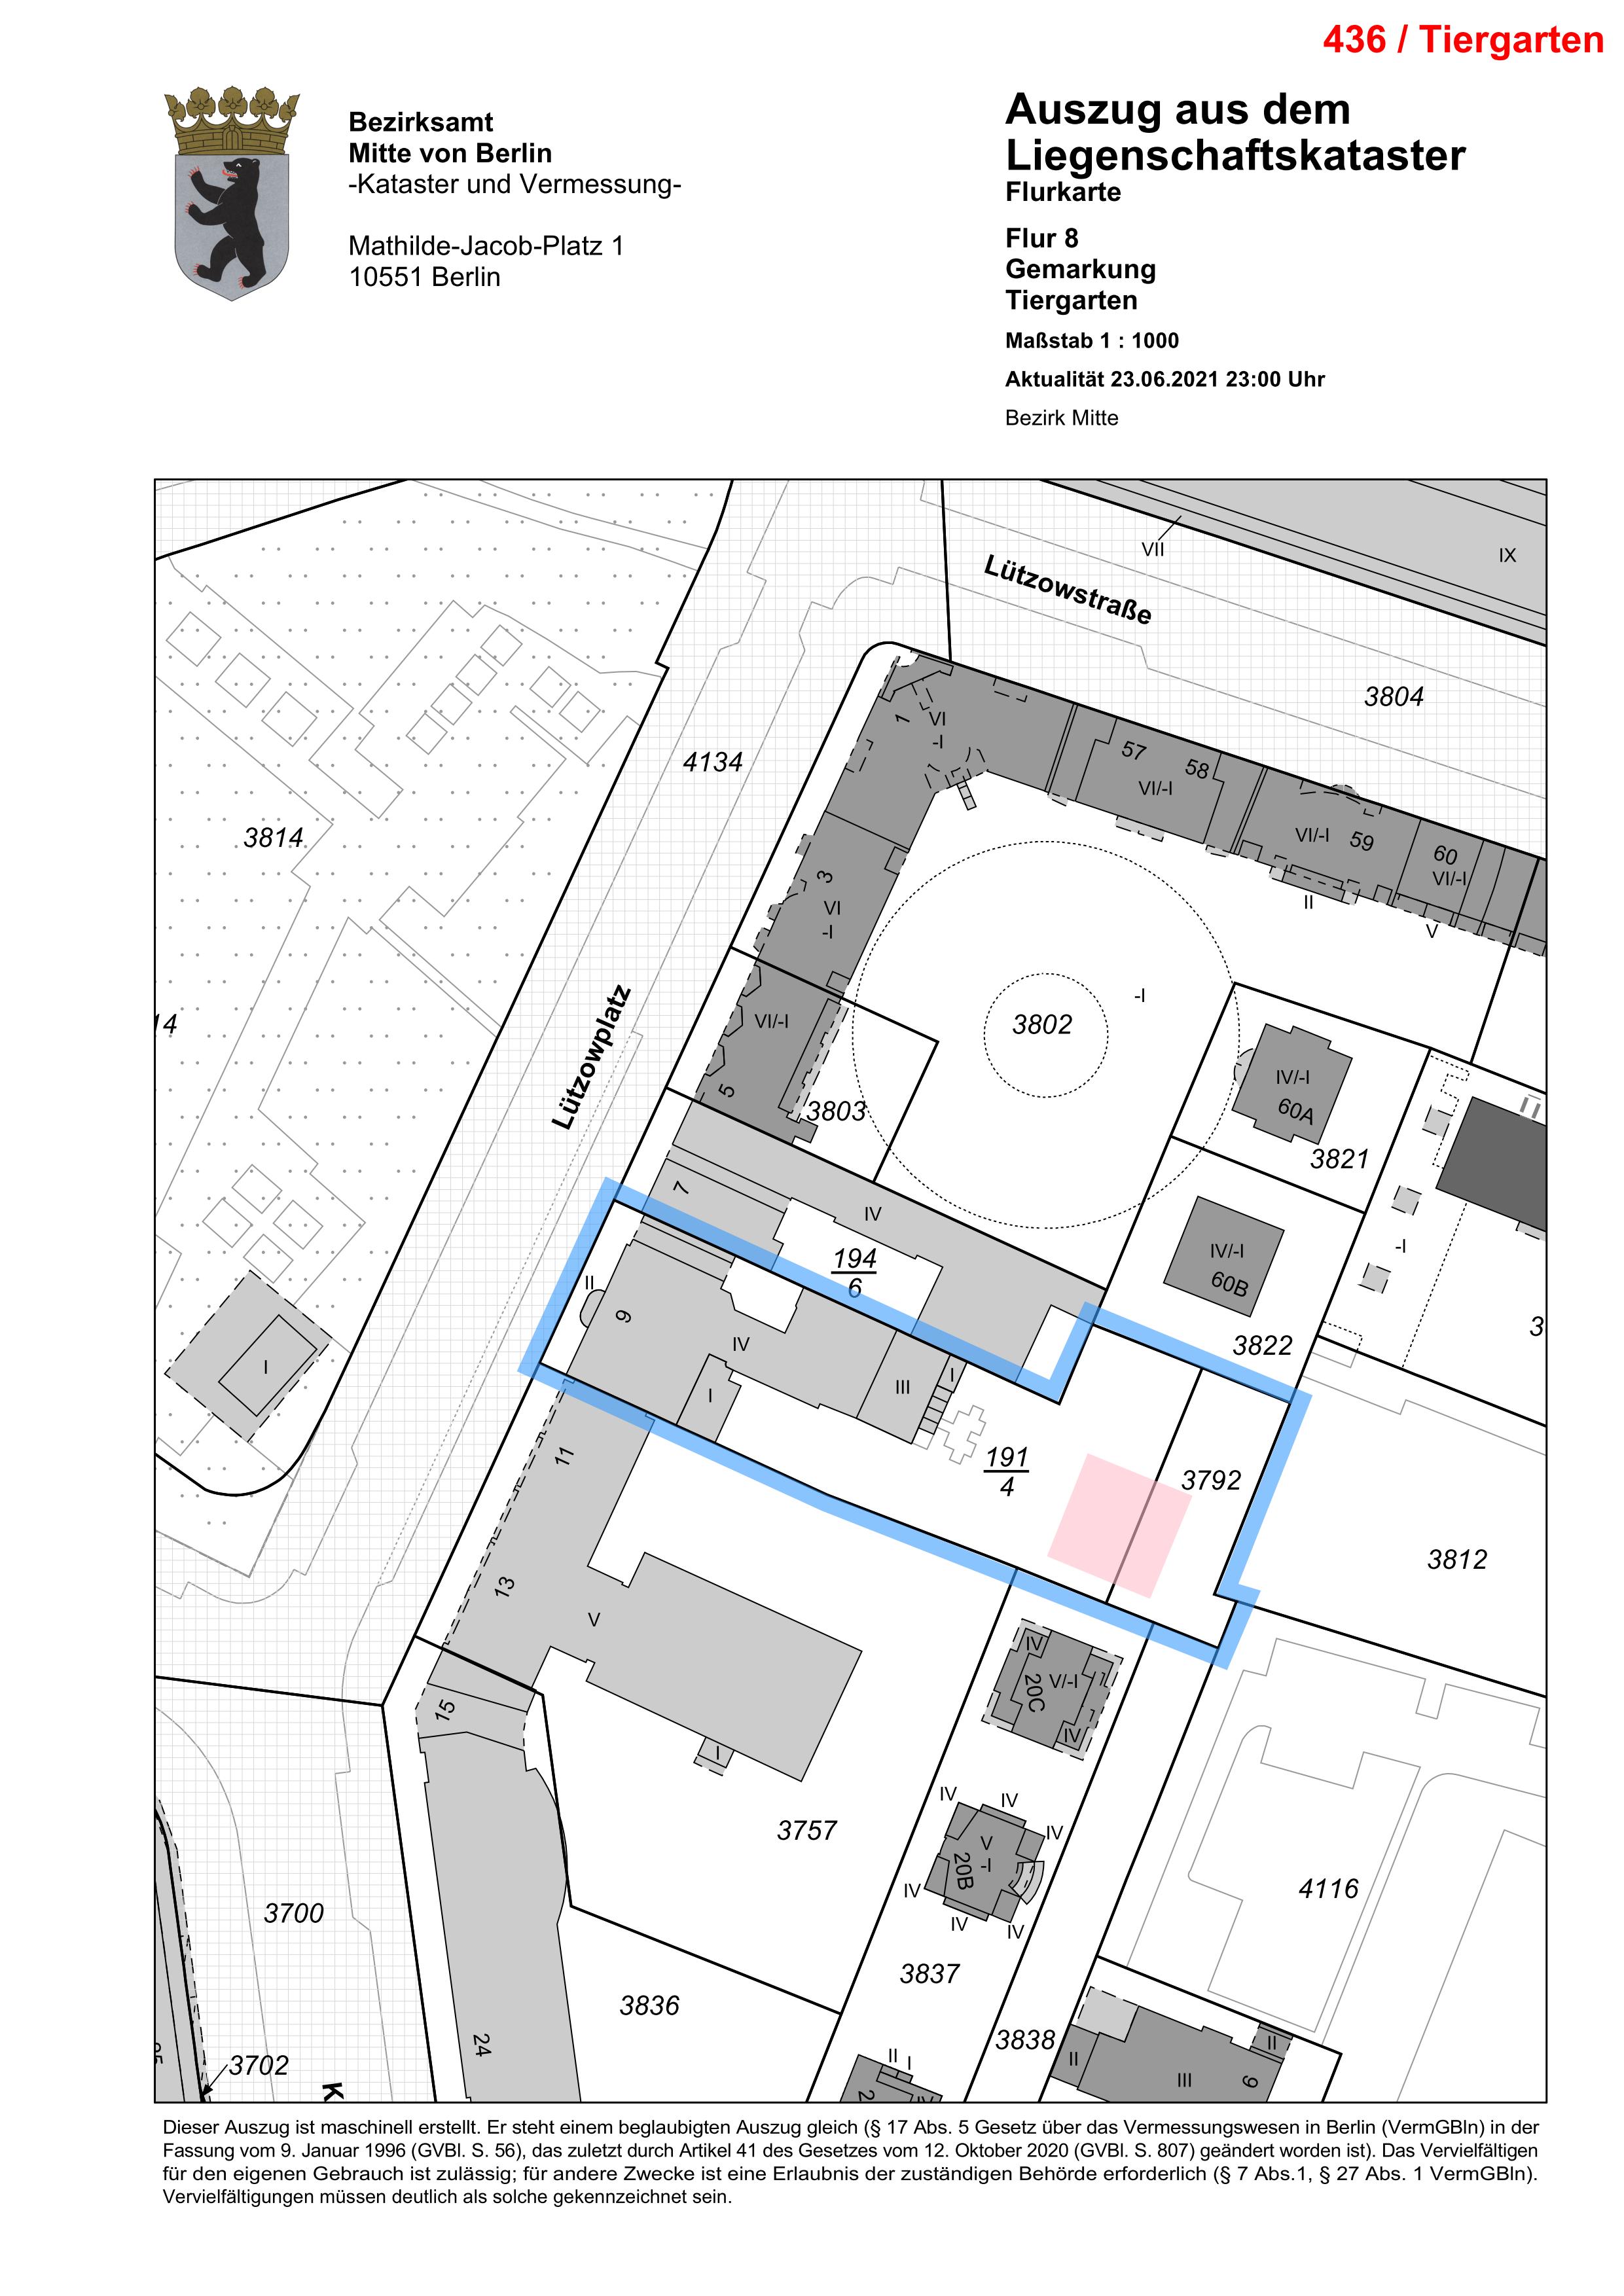 436 / Tiergarten
Bezirksamt
Mitte von Berlin
-Kataster und Vermessung-
Mathilde-Jacob-Platz 1
10551 Berlin
Auszug aus dem
Liegenschaftskataster
Flurkarte
Flur 8
Gemarkung
Tiergarten
Maßstab 1 : 1000
Aktualität 23.06.2021 23:00 Uhr
Bezirk Mitte
VII
IX
Lützowstraße
3804
1
VI
-I
57
58
VI/-I
4134
3814
VI/-I
59
60
VI/-I
3
VI
-I
II
V
-I
14
VI/-I
3802
Lützowplatz
5
3803
IV/-I
60A
3821
7
IV
194
6
IV/-I
60B
-I
3822
3
II
9
IV
I
III
I
I
11
191
4
3792
3812
13
V
IV
V/-I
20C
IV
15
I
IV
IV
IV
V
-I
20B
IV
IV
IV
3757
4116
3700
3837
3836
3838
24
3702
K
II
I
2
IV
II
III
9
II
Dieser Auszug ist maschinell erstellt. Er steht einem beglaubigten Auszug gleich (§ 17 Abs. 5 Gesetz über das Vermessungswesen in Berlin (VermGBln) in der
Fassung vom 9. Januar 1996 (GVBl. S. 56), das zuletzt durch Artikel 41 des Gesetzes vom 12. Oktober 2020 (GVBl. S. 807) geändert worden ist). Das Vervielfältigen
für den eigenen Gebrauch ist zulässig; für andere Zwecke ist eine Erlaubnis der zuständigen Behörde erforderlich (§ 7 Abs.1, § 27 Abs. 1 VermGBln).
Vervielfältigungen müssen deutlich als solche gekennzeichnet sein.